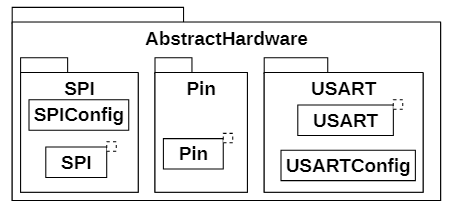 AbstractHardware
SPI
SPIConfig
SPI
Pin
Pin
USART
USART
USARTConfig